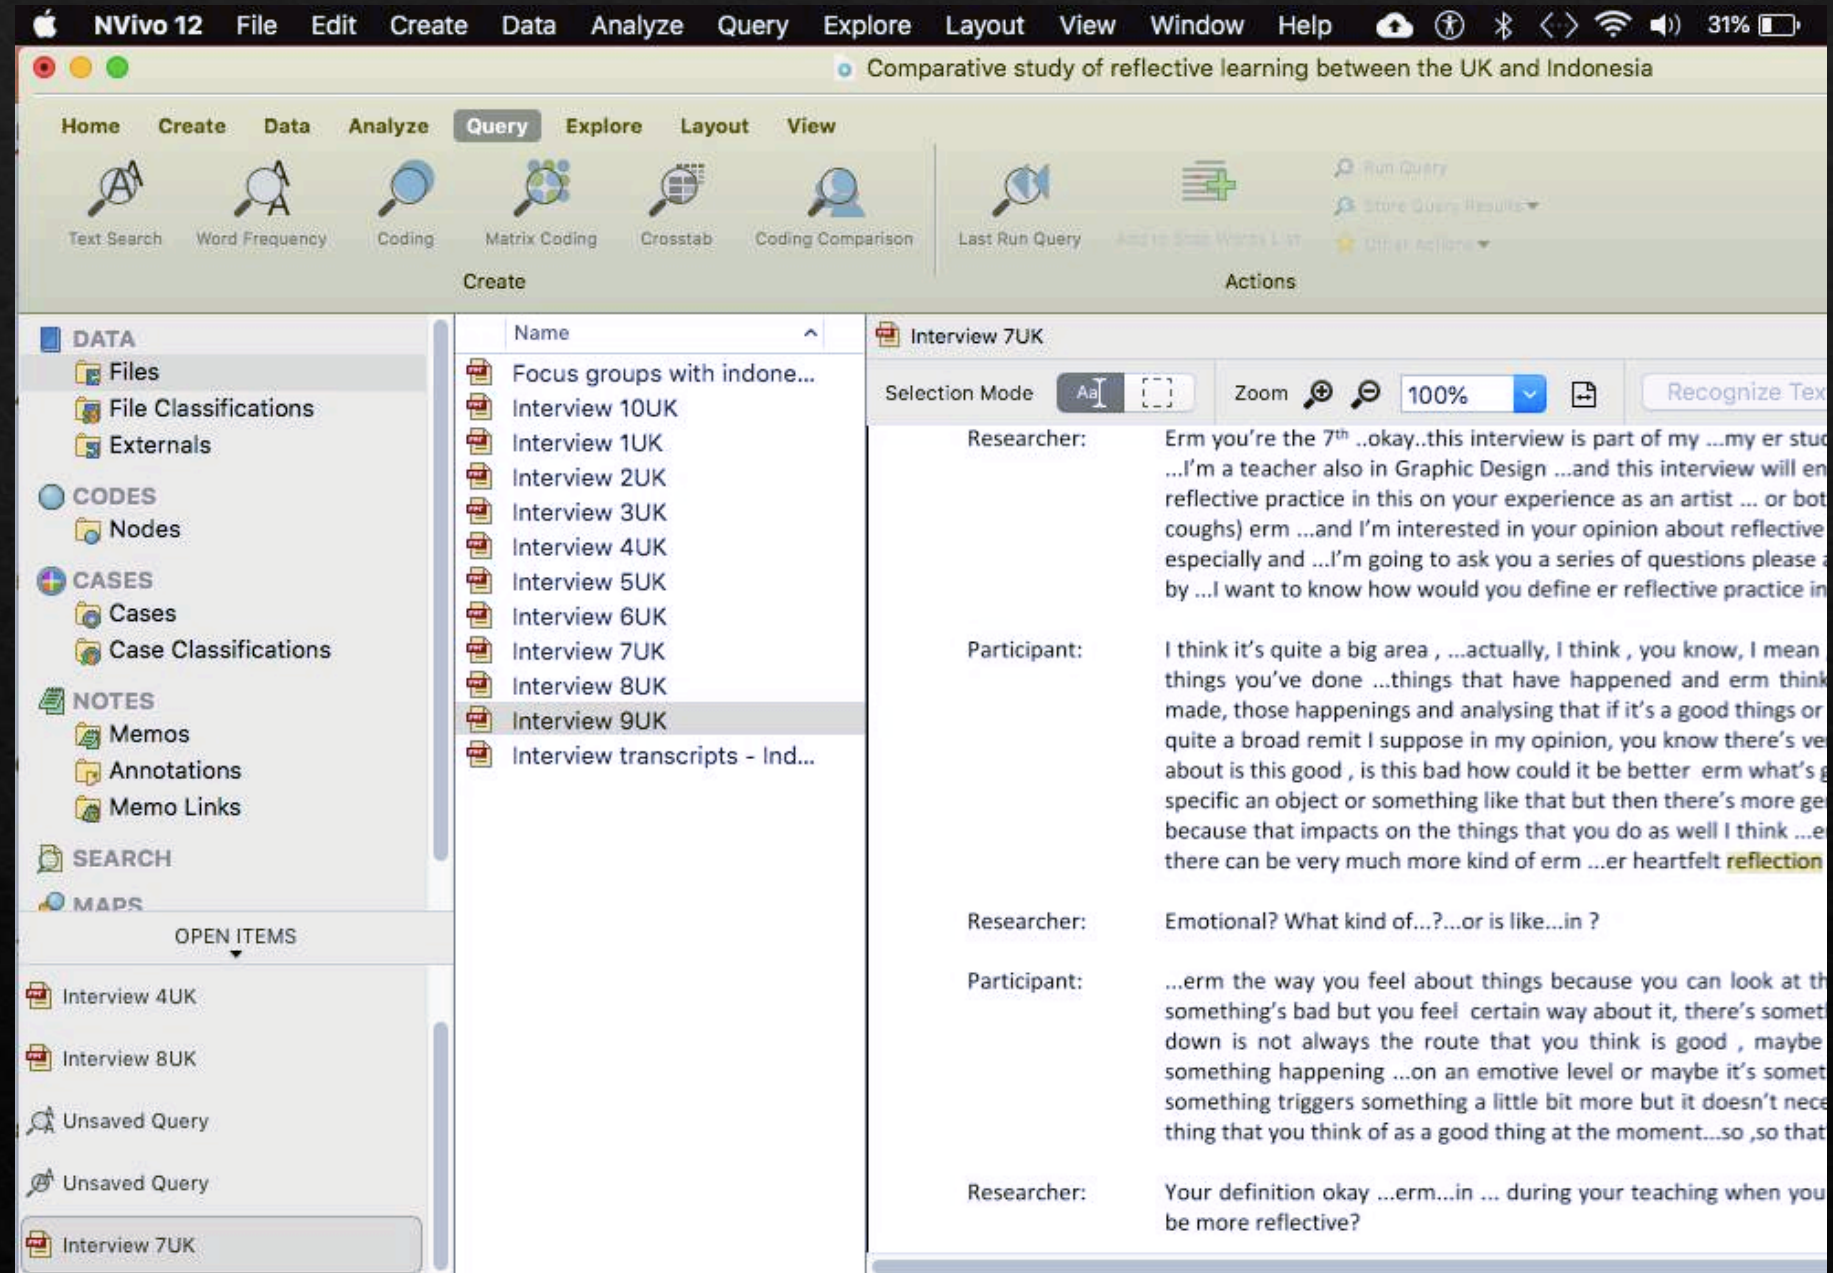 NVivo 12 File Edit Create Data Analyze Query Explore Layout View Window Help 31%
Comparative study of reflective learning between the UK and Indonesia
Home Create Data Analyze Query Explore Layout View
Text Search Word Frequency Coding Matrix Coding Crosstab Coding Comparison Last Run Query Add to Stop Words List
Run Query
Store Query Results
Other Actions
Create Actions
DATA
Files
File Classifications
Externals
CODES
Nodes
CASES
Cases
Case Classifications
NOTES
Memos
Annotations
Memo Links
SEARCH
MAPS
OPEN ITEMS
Interview 4UK
Interview 8UK
Unsaved Query
Unsaved Query
Interview 7UK
Name
Focus groups with indone...
Interview 10UK
Interview 1UK
Interview 2UK
Interview 3UK
Interview 4UK
Interview 5UK
Interview 6UK
Interview 7UK
Interview 8UK
Interview 9UK
Interview transcripts - Ind...
Interview 7UK
Selection Mode Aa Zoom 100% Recognize Tex
Researcher: Erm you're the 7th ..okay..this interview is part of my ...my er stud
...I'm a teacher also in Graphic Design ...and this interview will en
reflective practice in this on your experience as an artist ... or bot
coughs) erm ...and I'm interested in your opinion about reflective
especially and ...I'm going to ask you a series of questions please a
by ...I want to know how would you define er reflective practice in
Participant: I think it's quite a big area , ...actually, I think , you know, I mean
things you've done ...things that have happened and erm think
made, those happenings and analysing that if it's a good things or
quite a broad remit I suppose in my opinion, you know there's ve
about is this good , is this bad how could it be better erm what's g
specific an object or something like that but then there's more ge
because that impacts on the things that you do as well I think ...e
there can be very much more kind of erm ...er heartfelt reflection
Researcher: Emotional? What kind of...?...or is like...in ?
Participant: ...erm the way you feel about things because you can look at th
something's bad but you feel certain way about it, there's somet
down is not always the route that you think is good , maybe
something happening ...on an emotive level or maybe it's somet
something triggers something a little bit more but it doesn't nece
thing that you think of as a good thing at the moment...so ,so that
Researcher: Your definition okay ...erm...in ... during your teaching when you
be more reflective?